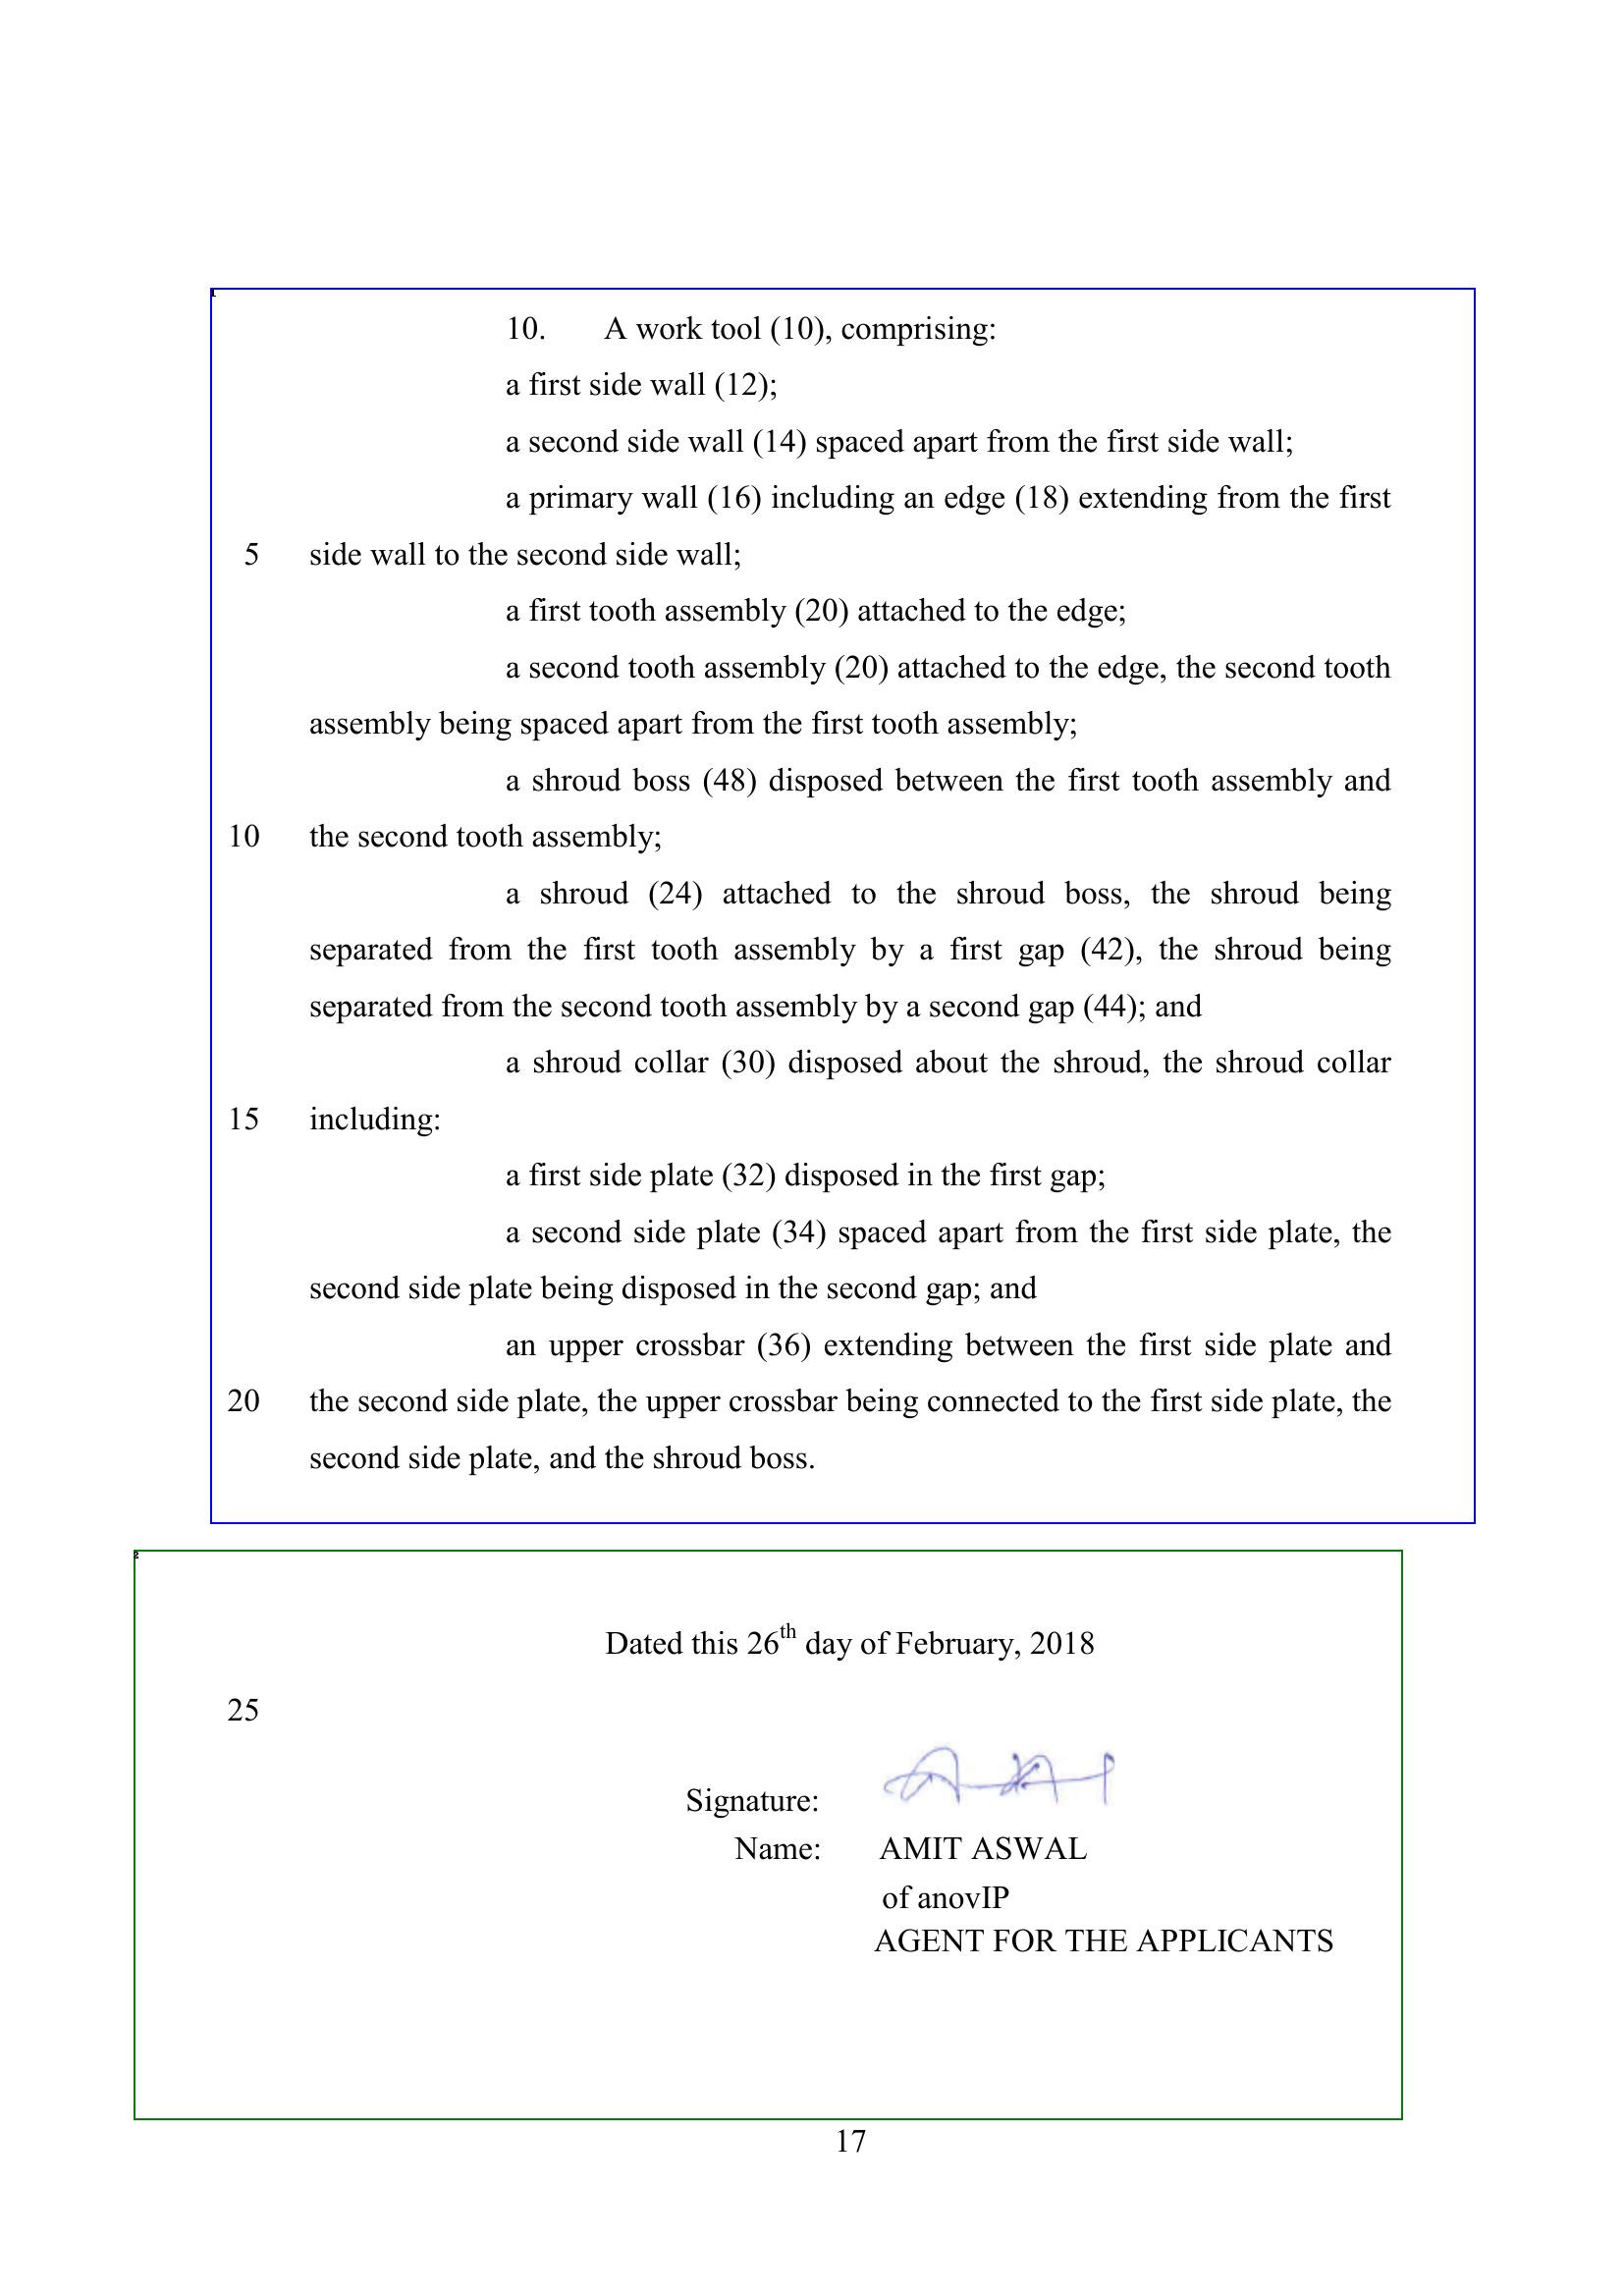 10. A work tool (10), comprising:
a first side wall (12);
a second side wall (14) spaced apart from the first side wall;
a primary wall (16) including an edge (18) extending from the first
5 side wall to the second side wall;
a first tooth assembly (20) attached to the edge;
a second tooth assembly (20) attached to the edge, the second tooth
assembly being spaced apart from the first tooth assembly;
a shroud boss (48) disposed between the first tooth assembly and
10 the second tooth assembly;
a shroud (24) attached to the shroud boss, the shroud being
separated from the first tooth assembly by a first gap (42), the shroud being
separated from the second tooth assembly by a second gap (44); and
a shroud collar (30) disposed about the shroud, the shroud collar
15 including:
a first side plate (32) disposed in the first gap;
a second side plate (34) spaced apart from the first side plate, the
second side plate being disposed in the second gap; and
an upper crossbar (36) extending between the first side plate and
20 the second side plate, the upper crossbar being connected to the first side plate, the
second side plate, and the shroud boss.
Dated this 26th day of February, 2018
25
Signature:
Name: AMIT ASWAL
of anovIP
AGENT FOR THE APPLICANTS
17